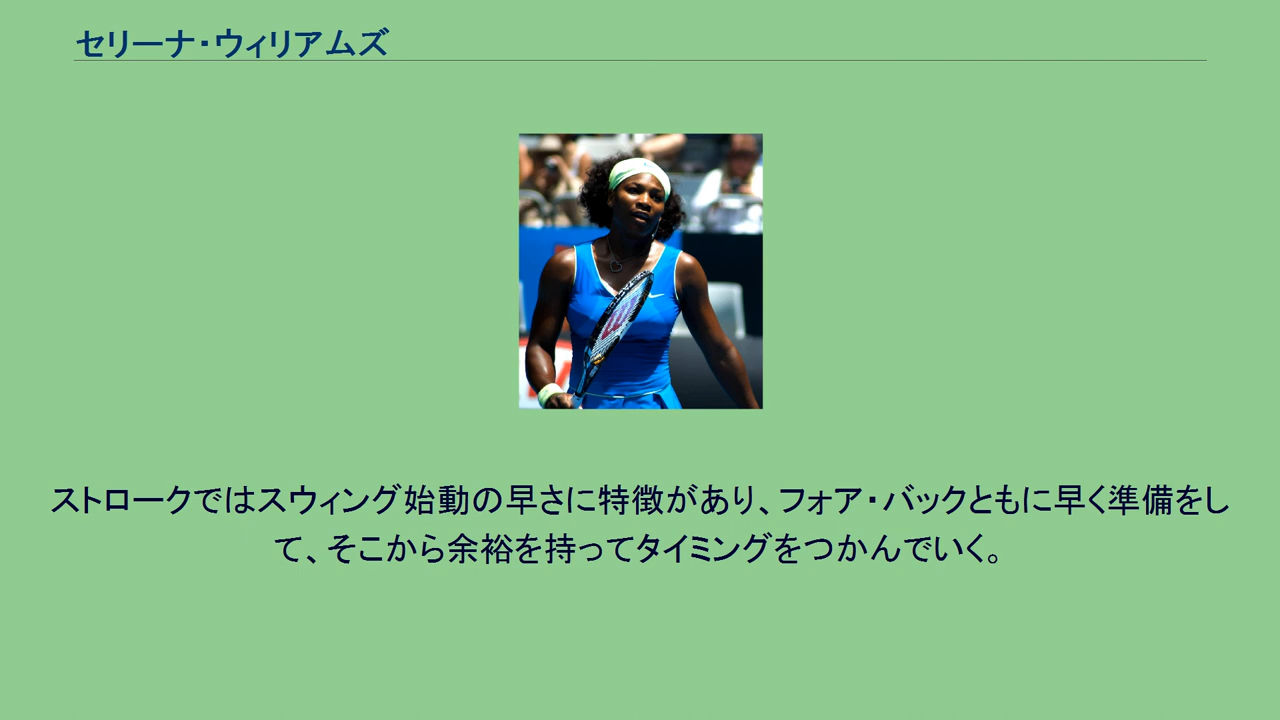 セリーナ・ウィリアムズ
ストロークではスウィング始動の早さに特徴があり、フォア・バックともに早く準備をし
て、そこから余裕を持ってタイミングをつかんでいく。